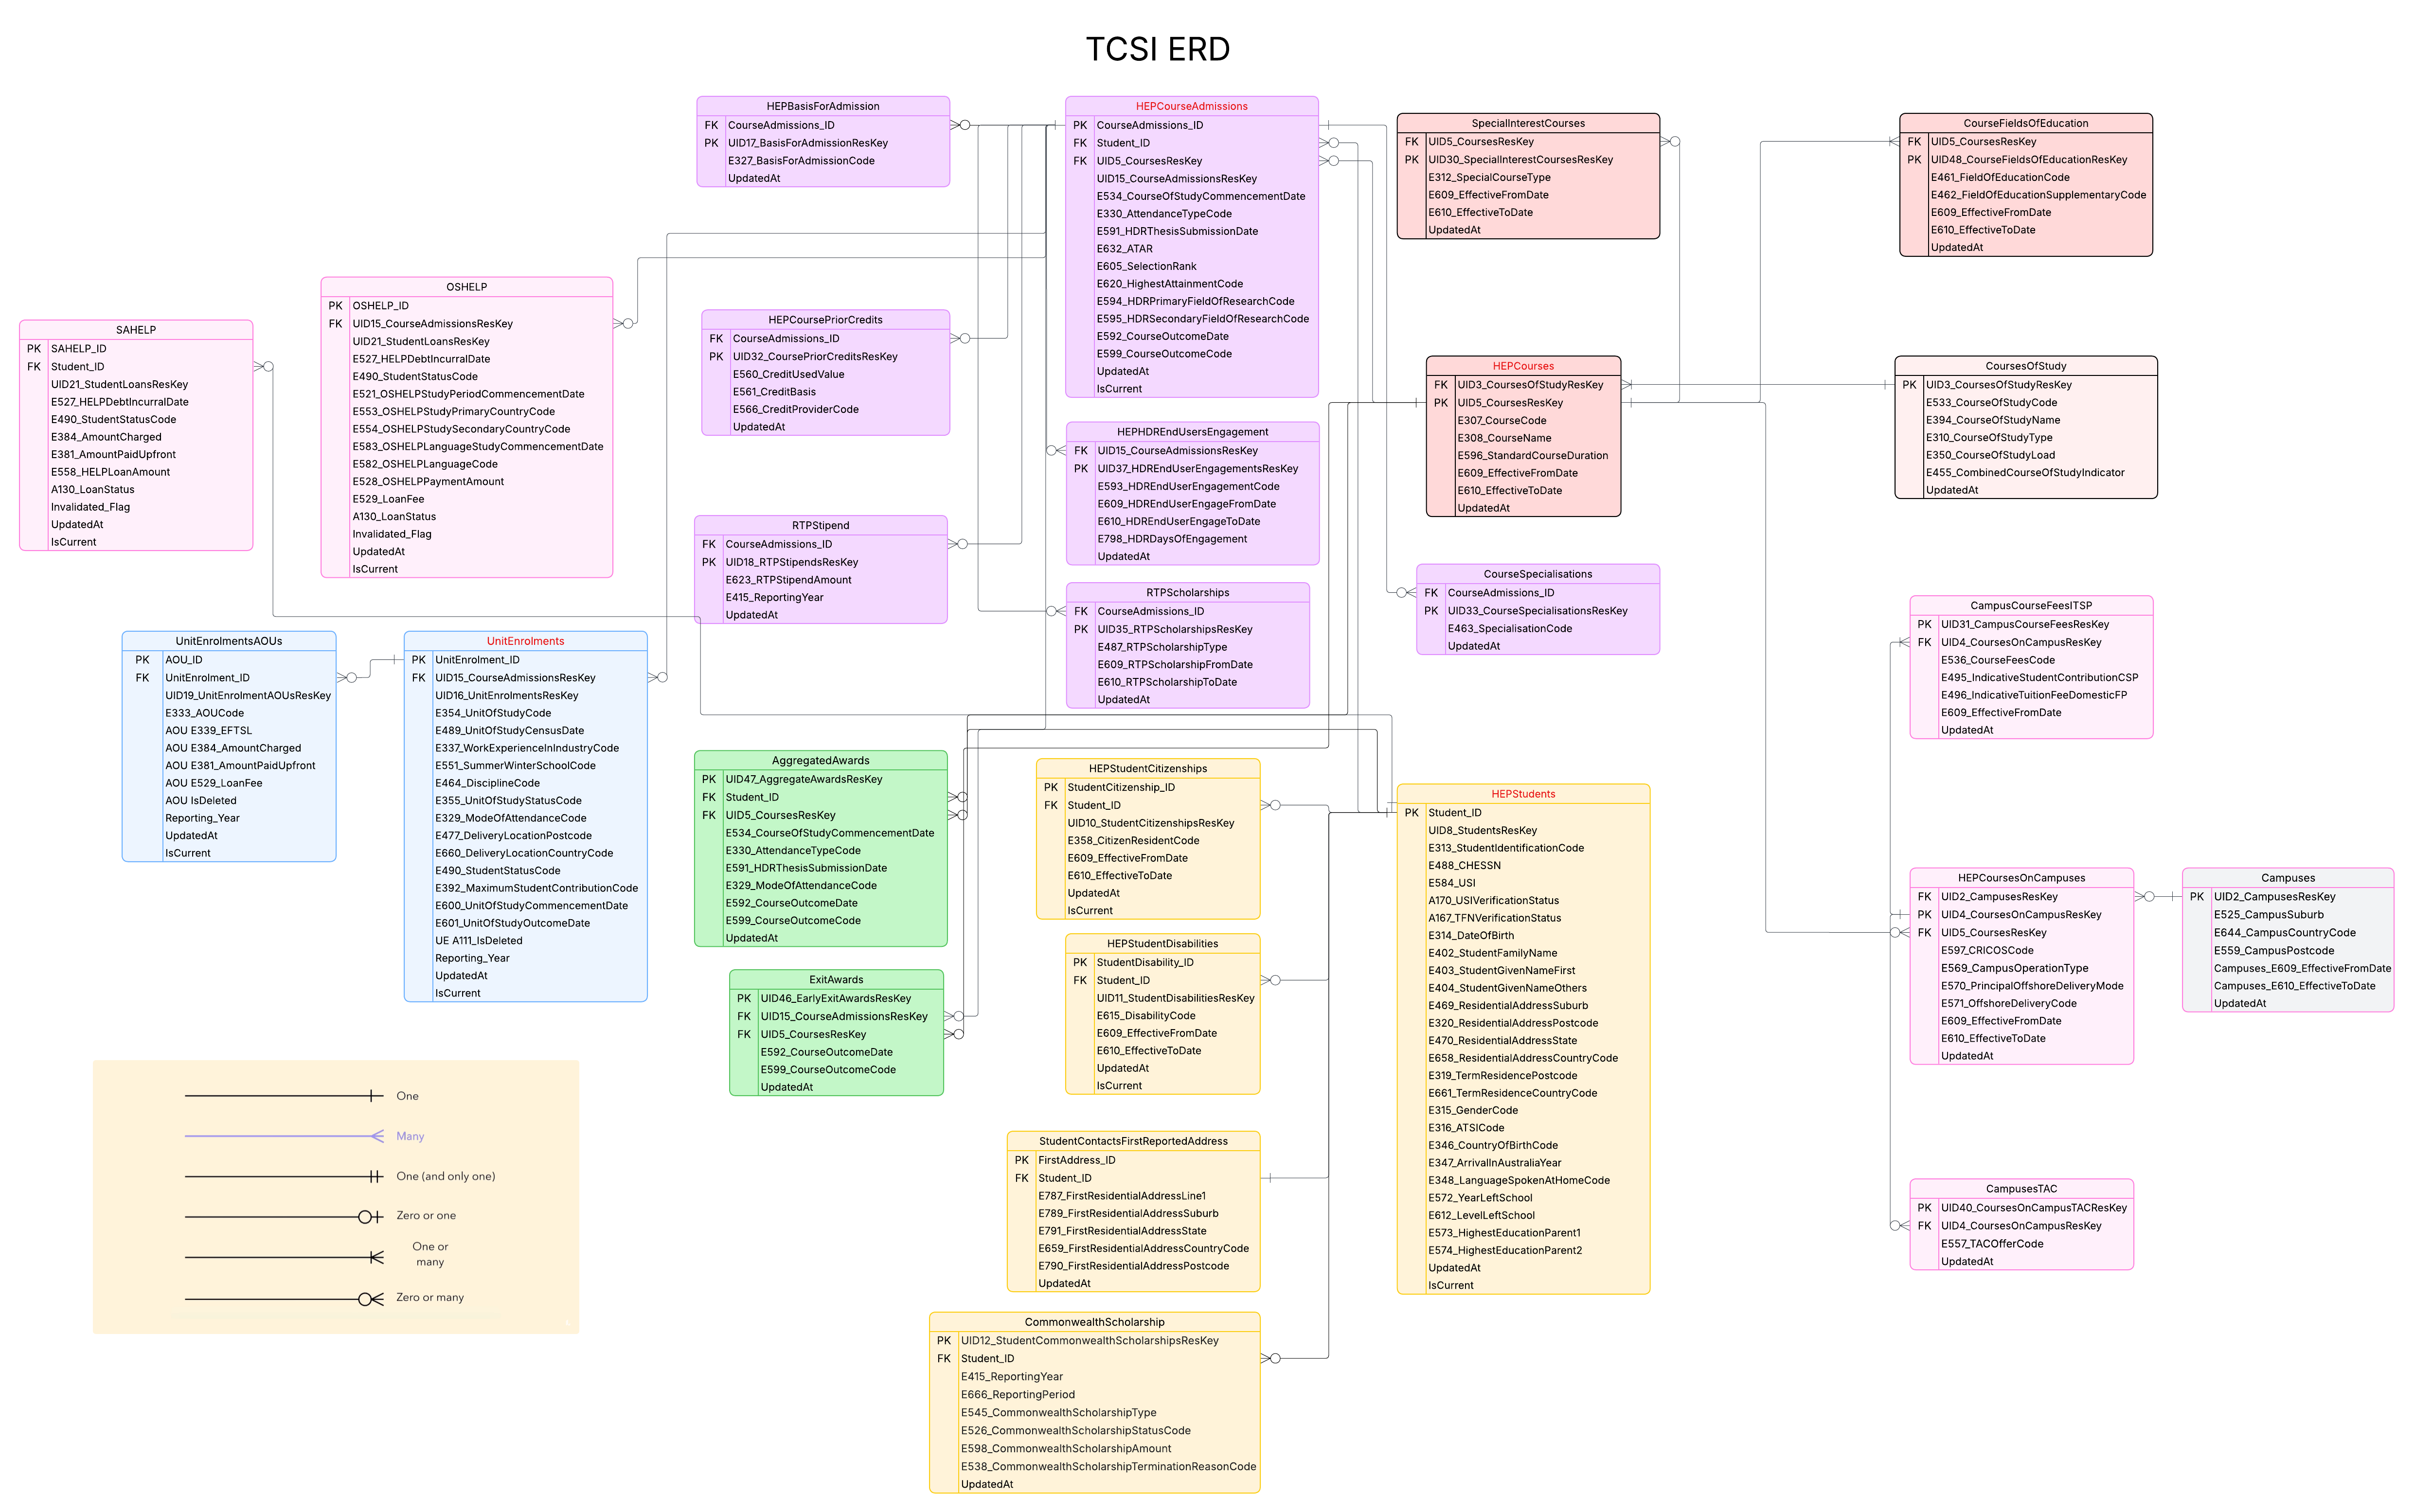 TCSI ERD
HEPBasisForAdmission
FK CourseAdmissions_ID
PK UID17_BasisForAdmissionResKey
E327_BasisForAdmissionCode
UpdatedAt
HEPCourseAdmissions
PK CourseAdmissions_ID
FK Student_ID
FK UID5_CoursesResKey
UID15_CourseAdmissionsResKey
E534_CourseOfStudyCommencementDate
E330_AttendanceTypeCode
E591_HDRThesisSubmissionDate
E632_ATAR
E605_SelectionRank
E620_HighestAttainmentCode
E594_HDRPrimaryFieldOfResearchCode
E595_HDRSecondaryFieldOfResearchCode
E592_CourseOutcomeDate
E599_CourseOutcomeCode
UpdatedAt
IsCurrent
SpecialInterestCourses
FK UID5_CoursesResKey
PK UID30_SpecialInterestCoursesResKey
E312_SpecialCourseType
E609_EffectiveFromDate
E610_EffectiveToDate
UpdatedAt
CourseFieldsOfEducation
FK UID5_CoursesResKey
PK UID48_CourseFieldsOfEducationResKey
E461_FieldOfEducationCode
E462_FieldOfEducationSupplementaryCode
E609_EffectiveFromDate
E610_EffectiveToDate
UpdatedAt
SAHELP
PK SAHELP_ID
FK Student_ID
UID21_StudentLoansResKey
E527_HELPDebtIncurralDate
E490_StudentStatusCode
E384_AmountCharged
E381_AmountPaidUpfront
E558_HELPLoanAmount
A130_LoanStatus
Invalidated_Flag
UpdatedAt
IsCurrent
OSHELP
PK OSHELP_ID
FK UID15_CourseAdmissionsResKey
UID21_StudentLoansResKey
E527_HELPDebtIncurralDate
E490_StudentStatusCode
E521_OSHELPStudyPeriodCommencementDate
E553_OSHELPStudyPrimaryCountryCode
E554_OSHELPStudySecondaryCountryCode
E583_OSHELPLanguageStudyCommencementDate
E582_OSHELPLanguageCode
E528_OSHELPPaymentAmount
E529_LoanFee
A130_LoanStatus
Invalidated_Flag
UpdatedAt
IsCurrent
HEPCoursePriorCredits
FK CourseAdmissions_ID
PK UID32_CoursePriorCreditsResKey
E560_CreditUsedValue
E561_CreditBasis
E566_CreditProviderCode
UpdatedAt
HEPHDREndUsersEngagement
FK UID15_CourseAdmissionsResKey
PK UID37_HDREndUserEngagementsResKey
E593_HDREndUserEngagementCode
E609_HDREndUserEngageFromDate
E610_HDREndUserEngageToDate
E798_HDRDaysOfEngagement
UpdatedAt
HEPCourses
FK UID3_CoursesOfStudyResKey
PK UID5_CoursesResKey
E307_CourseCode
E308_CourseName
E596_StandardCourseDuration
E609_EffectiveFromDate
E610_EffectiveToDate
UpdatedAt
CoursesOfStudy
PK UID3_CoursesOfStudyResKey
E533_CourseOfStudyCode
E394_CourseOfStudyName
E310_CourseOfStudyType
E350_CourseOfStudyLoad
E455_CombinedCourseOfStudyIndicator
UpdatedAt
RTPStipend
FK CourseAdmissions_ID
PK UID18_RTPStipendsResKey
E623_RTPStipendAmount
E415_ReportingYear
UpdatedAt
RTPScholarships
FK CourseAdmissions_ID
PK UID35_RTPScholarshipsResKey
E487_RTPScholarshipType
E609_RTPScholarshipFromDate
E610_RTPScholarshipToDate
UpdatedAt
CourseSpecialisations
FK CourseAdmissions_ID
PK UID33_CourseSpecialisationsResKey
E463_SpecialisationCode
UpdatedAt
CampusCourseFeesITSP
PK UID31_CampusCourseFeesResKey
FK UID4_CoursesOnCampusResKey
E536_CourseFeesCode
E495_IndicativeStudentContributionCSP
E496_IndicativeTuitionFeeDomesticFP
E609_EffectiveFromDate
UpdatedAt
UnitEnrolmentsAOUs
PK AOU_ID
FK UnitEnrolment_ID
UID19_UnitEnrolmentAOUsResKey
E333_AOUCode
AOU E339_EFTSL
AOU E384_AmountCharged
AOU E381_AmountPaidUpfront
AOU E529_LoanFee
AOU IsDeleted
Reporting_Year
UpdatedAt
IsCurrent
UnitEnrolments
PK UnitEnrolment_ID
FK UID15_CourseAdmissionsResKey
UID16_UnitEnrolmentsResKey
E354_UnitOfStudyCode
E489_UnitOfStudyCensusDate
E337_WorkExperienceInIndustryCode
E551_SummerWinterSchoolCode
E464_DisciplineCode
E355_UnitOfStudyStatusCode
E329_ModeOfAttendanceCode
E477_DeliveryLocationPostcode
E660_DeliveryLocationCountryCode
E490_StudentStatusCode
E392_MaximumStudentContributionCode
E600_UnitOfStudyCommencementDate
E601_UnitOfStudyOutcomeDate
UE A111_IsDeleted
Reporting_Year
UpdatedAt
IsCurrent
AggregatedAwards
PK UID47_AggregateAwardsResKey
FK Student_ID
FK UID5_CoursesResKey
E534_CourseOfStudyCommencementDate
E330_AttendanceTypeCode
E591_HDRThesisSubmissionDate
E329_ModeOfAttendanceCode
E592_CourseOutcomeDate
E599_CourseOutcomeCode
UpdatedAt
HEPStudentCitizenships
PK StudentCitizenship_ID
FK Student_ID
UID10_StudentCitizenshipsResKey
E358_CitizenResidentCode
E609_EffectiveFromDate
E610_EffectiveToDate
UpdatedAt
IsCurrent
HEPStudents
PK Student_ID
UID8_StudentsResKey
E313_StudentIdentificationCode
E488_CHESSN
E584_USI
A170_USIVerificationStatus
A167_TFNVerificationStatus
E314_DateOfBirth
E402_StudentFamilyName
E403_StudentGivenNameFirst
E404_StudentGivenNameOthers
E469_ResidentialAddressSuburb
E320_ResidentialAddressPostcode
E470_ResidentialAddressState
E658_ResidentialAddressCountryCode
E319_TermResidencePostcode
E661_TermResidenceCountryCode
E315_GenderCode
E316_ATSICode
E346_CountryOfBirthCode
E347_ArrivalInAustraliaYear
E348_LanguageSpokenAtHomeCode
E572_YearLeftSchool
E612_LevelLeftSchool
E573_HighestEducationParent1
E574_HighestEducationParent2
UpdatedAt
IsCurrent
HEPCoursesOnCampuses
FK UID2_CampusesResKey
PK UID4_CoursesOnCampusResKey
FK UID5_CoursesResKey
E597_CRICOSCode
E569_CampusOperationType
E570_PrincipalOffshoreDeliveryMode
E571_OffshoreDeliveryCode
E609_EffectiveFromDate
E610_EffectiveToDate
UpdatedAt
Campuses
PK UID2_CampusesResKey
E525_CampusSuburb
E644_CampusCountryCode
E559_CampusPostcode
Campuses_E609_EffectiveFromDate
Campuses_E610_EffectiveToDate
UpdatedAt
HEPStudentDisabilities
PK StudentDisability_ID
FK Student_ID
UID11_StudentDisabilitiesResKey
E615_DisabilityCode
E609_EffectiveFromDate
E610_EffectiveToDate
UpdatedAt
IsCurrent
ExitAwards
PK UID46_EarlyExitAwardsResKey
FK UID15_CourseAdmissionsResKey
FK UID5_CoursesResKey
E592_CourseOutcomeDate
E599_CourseOutcomeCode
UpdatedAt
One
Many
One (and only one)
Zero or one
One or
many
Zero or many
StudentContactsFirstReportedAddress
PK FirstAddress_ID
FK Student_ID
E787_FirstResidentialAddressLine1
E789_FirstResidentialAddressSuburb
E791_FirstResidentialAddressState
E659_FirstResidentialAddressCountryCode
E790_FirstResidentialAddressPostcode
UpdatedAt
CampusesTAC
PK UID40_CoursesOnCampusTACResKey
FK UID4_CoursesOnCampusResKey
E557_TACOfferCode
UpdatedAt
CommonwealthScholarship
PK UID12_StudentCommonwealthScholarshipsResKey
FK Student_ID
E415_ReportingYear
E666_ReportingPeriod
E545_CommonwealthScholarshipType
E526_CommonwealthScholarshipStatusCode
E598_CommonwealthScholarshipAmount
E538_CommonwealthScholarshipTerminationReasonCode
UpdatedAt